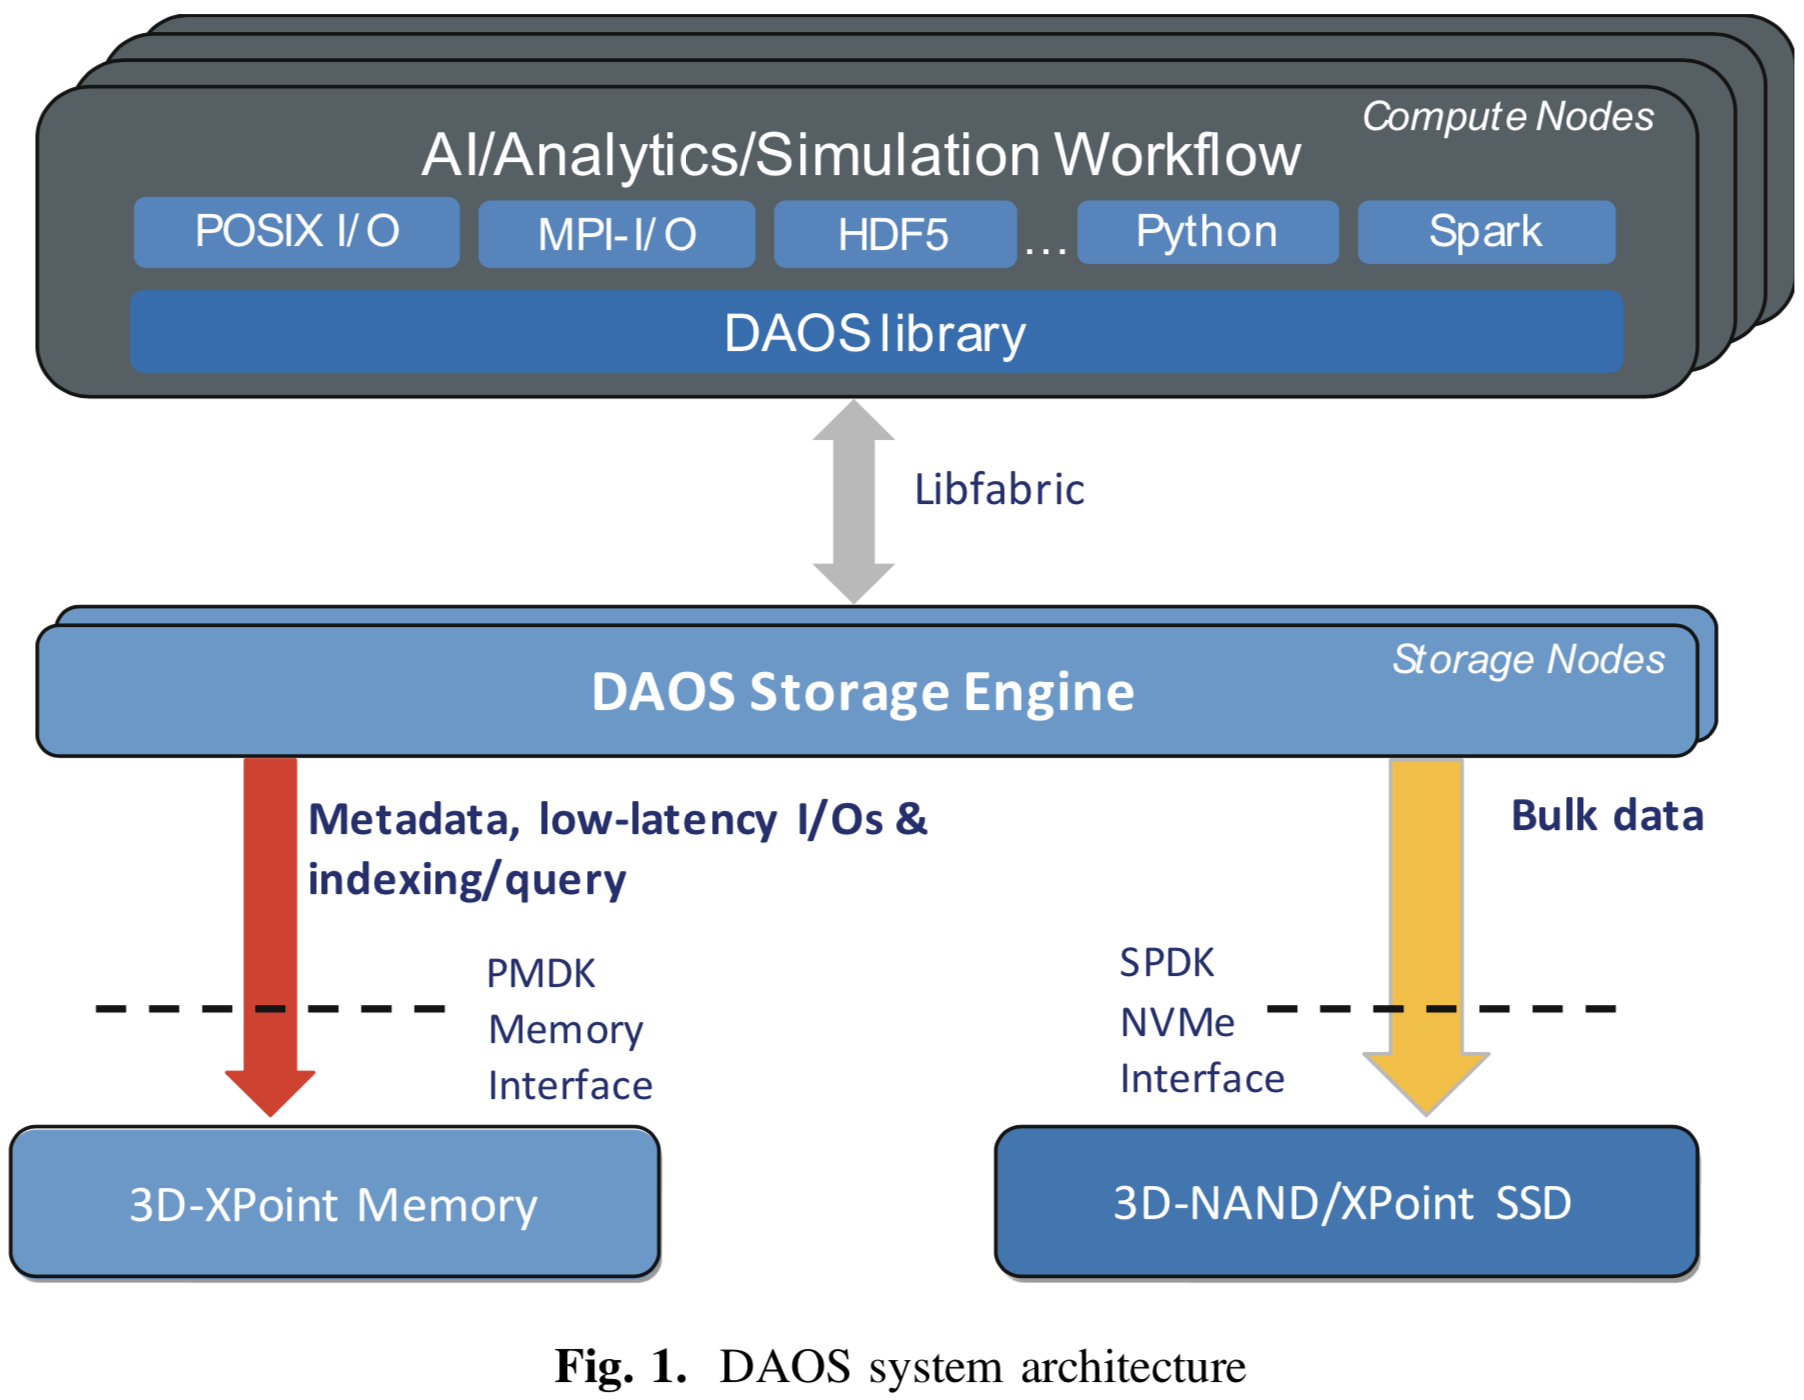 Compute Nodes
AI/Analytics/Simulation Workflow
POSIX I/O
MPI-I/O
HDF5
...
Python
Spark
DAOS library
Libfabric
Storage Nodes
DAOS Storage Engine
Metadata, low-latency I/Os &
indexing/query
Bulk data
PMDK
Memory
Interface
SPDK
NVMe
Interface
3D-XPoint Memory
3D-NAND/XPoint SSD
Fig. 1. DAOS system architecture